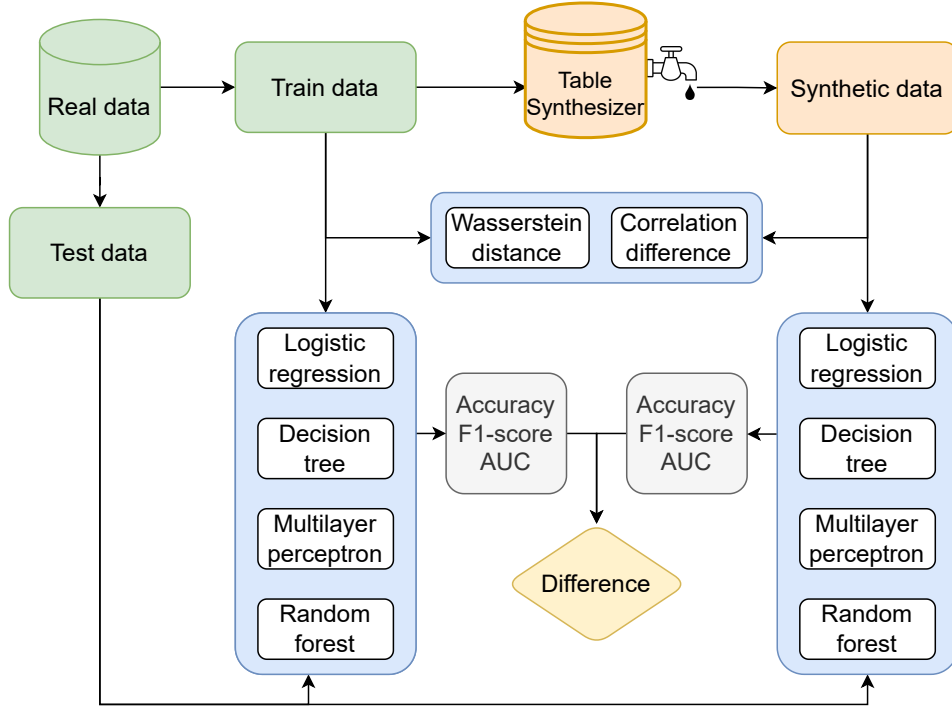 Real data
Train data
Table
Synthesizer
Synthetic data
Test data
Wasserstein
distance
Correlation
difference
Logistic
regression
Decision
tree
Multilayer
perceptron
Random
forest
Accuracy
F1-score
AUC
Accuracy
F1-score
AUC
Difference
Logistic
regression
Decision
tree
Multilayer
perceptron
Random
forest